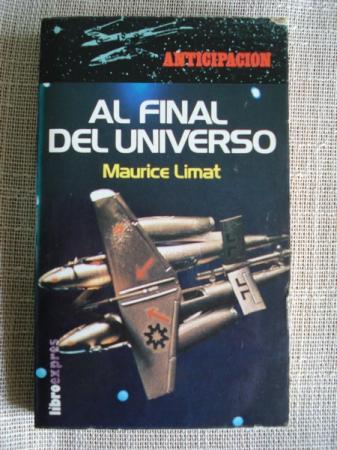 ANTICIPACION
AL FINAL
DEL UNIVERSO
Maurice Limat
libroexpres